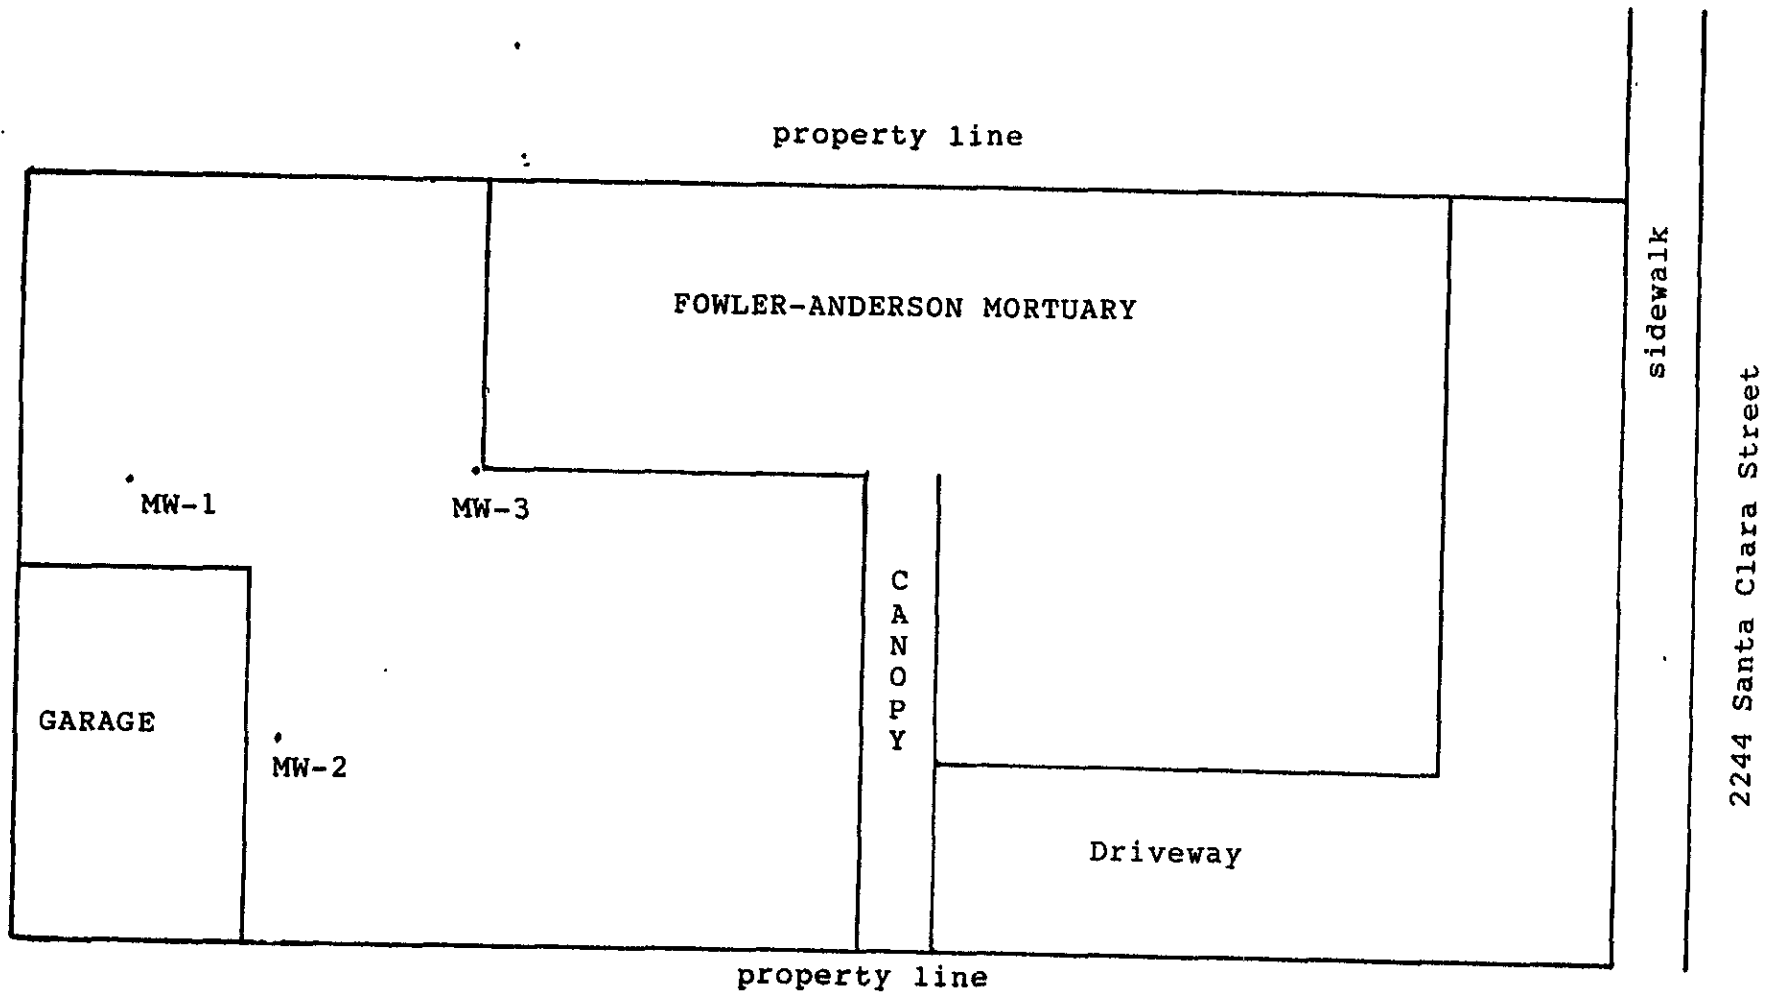 property line
FOWLER-ANDERSON MORTUARY
sidewalk
2244 Santa Clara Street
MW-1
MW-3
CANOPY
GARAGE
MW-2
Driveway
property line